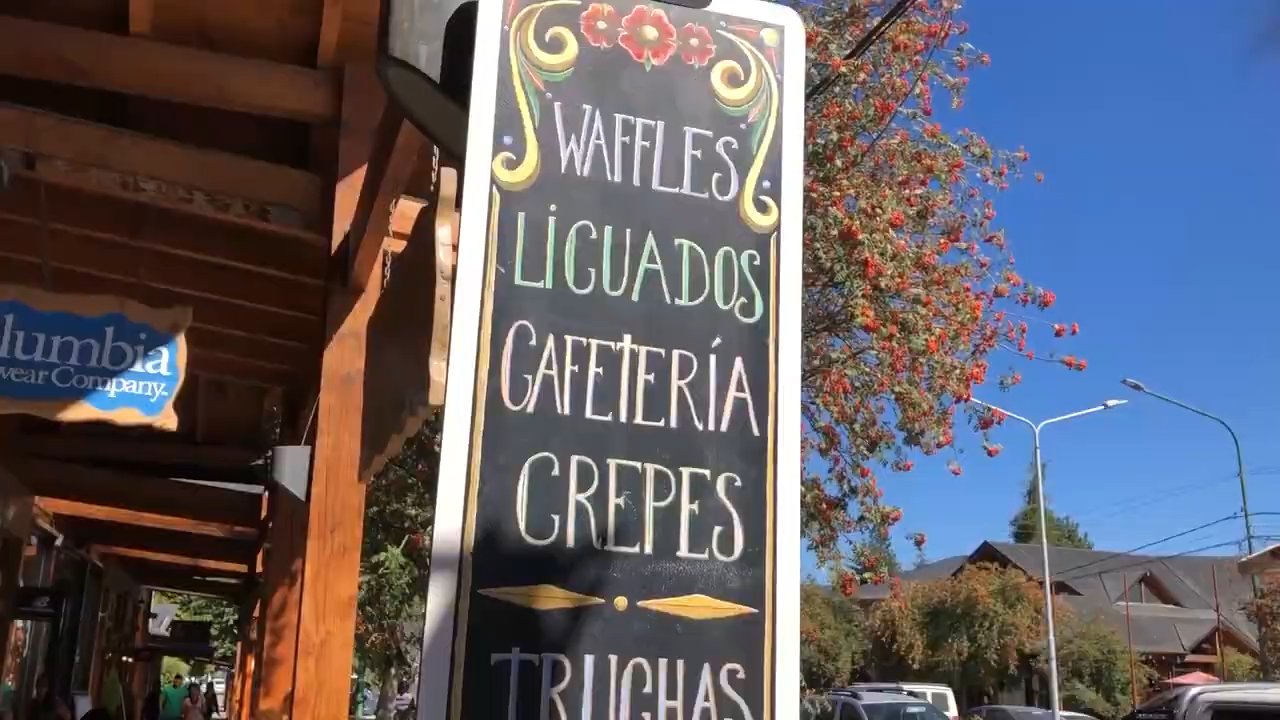 WAFFLES
LiCUADOS
CAFETERÍA
CREPES
TRUCHAS
lumbia
wear Company